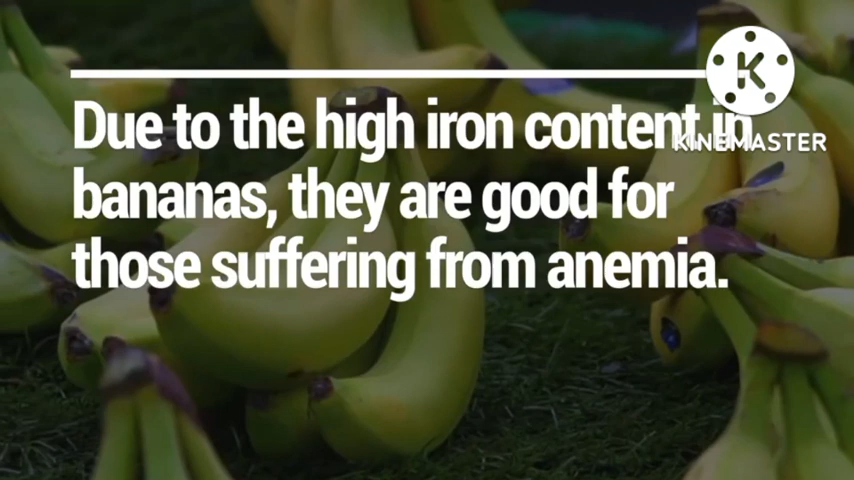 Due to the high iron content in
KINEMASTER
bananas, they are good for
those suffering from anemia.